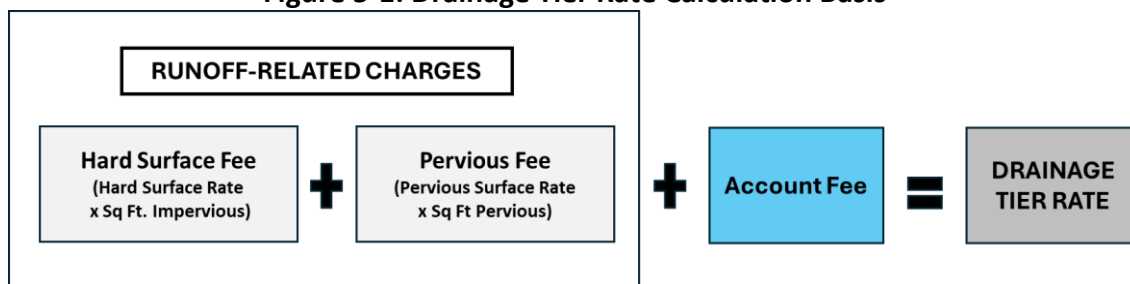 RUNOFF-RELATED CHARGES
Hard Surface Fee
(Hard Surface Rate
x Sq Ft. Impervious)
Pervious Fee
(Pervious Surface Rate
x Sq Ft Pervious)
Account Fee
DRAINAGE
TIER RATE